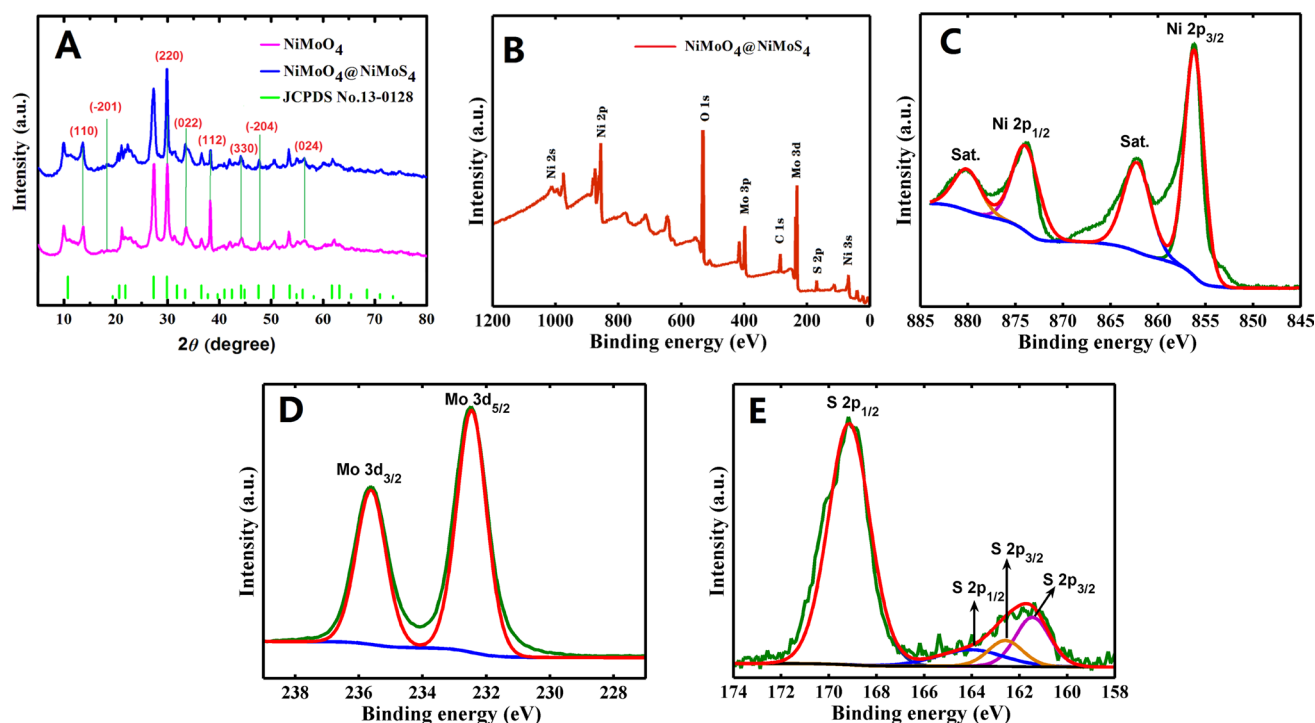 A
NiMoO4
NiMoO4@NiMoS4
JCPDS No.13-0128
(110)
(-201)
(220)
(022)
(112)
(330)
(-204)
(024)
Intensity (a.u.)
10 20 30 40 50 60 70 80
2θ (degree)
B
NiMoO4@NiMoS4
Ni 2s
Ni 2p
O 1s
Mo 3p
C 1s
Mo 3d
S 2p
Ni 3s
Intensity (a.u.)
1200 1000 800 600 400 200 0
Binding energy (eV)
C
Ni 2p3/2
Ni 2p1/2
Sat.
Sat.
Intensity (a.u.)
885 880 875 870 865 860 855 850 845
Binding energy (eV)
D
Mo 3d5/2
Mo 3d3/2
Intensity (a.u.)
238 236 234 232 230 228
Binding energy (eV)
E
S 2p1/2
S 2p3/2
S 2p1/2
S 2p3/2
Intensity (a.u.)
174 172 170 168 166 164 162 160 158
Binding energy (eV)